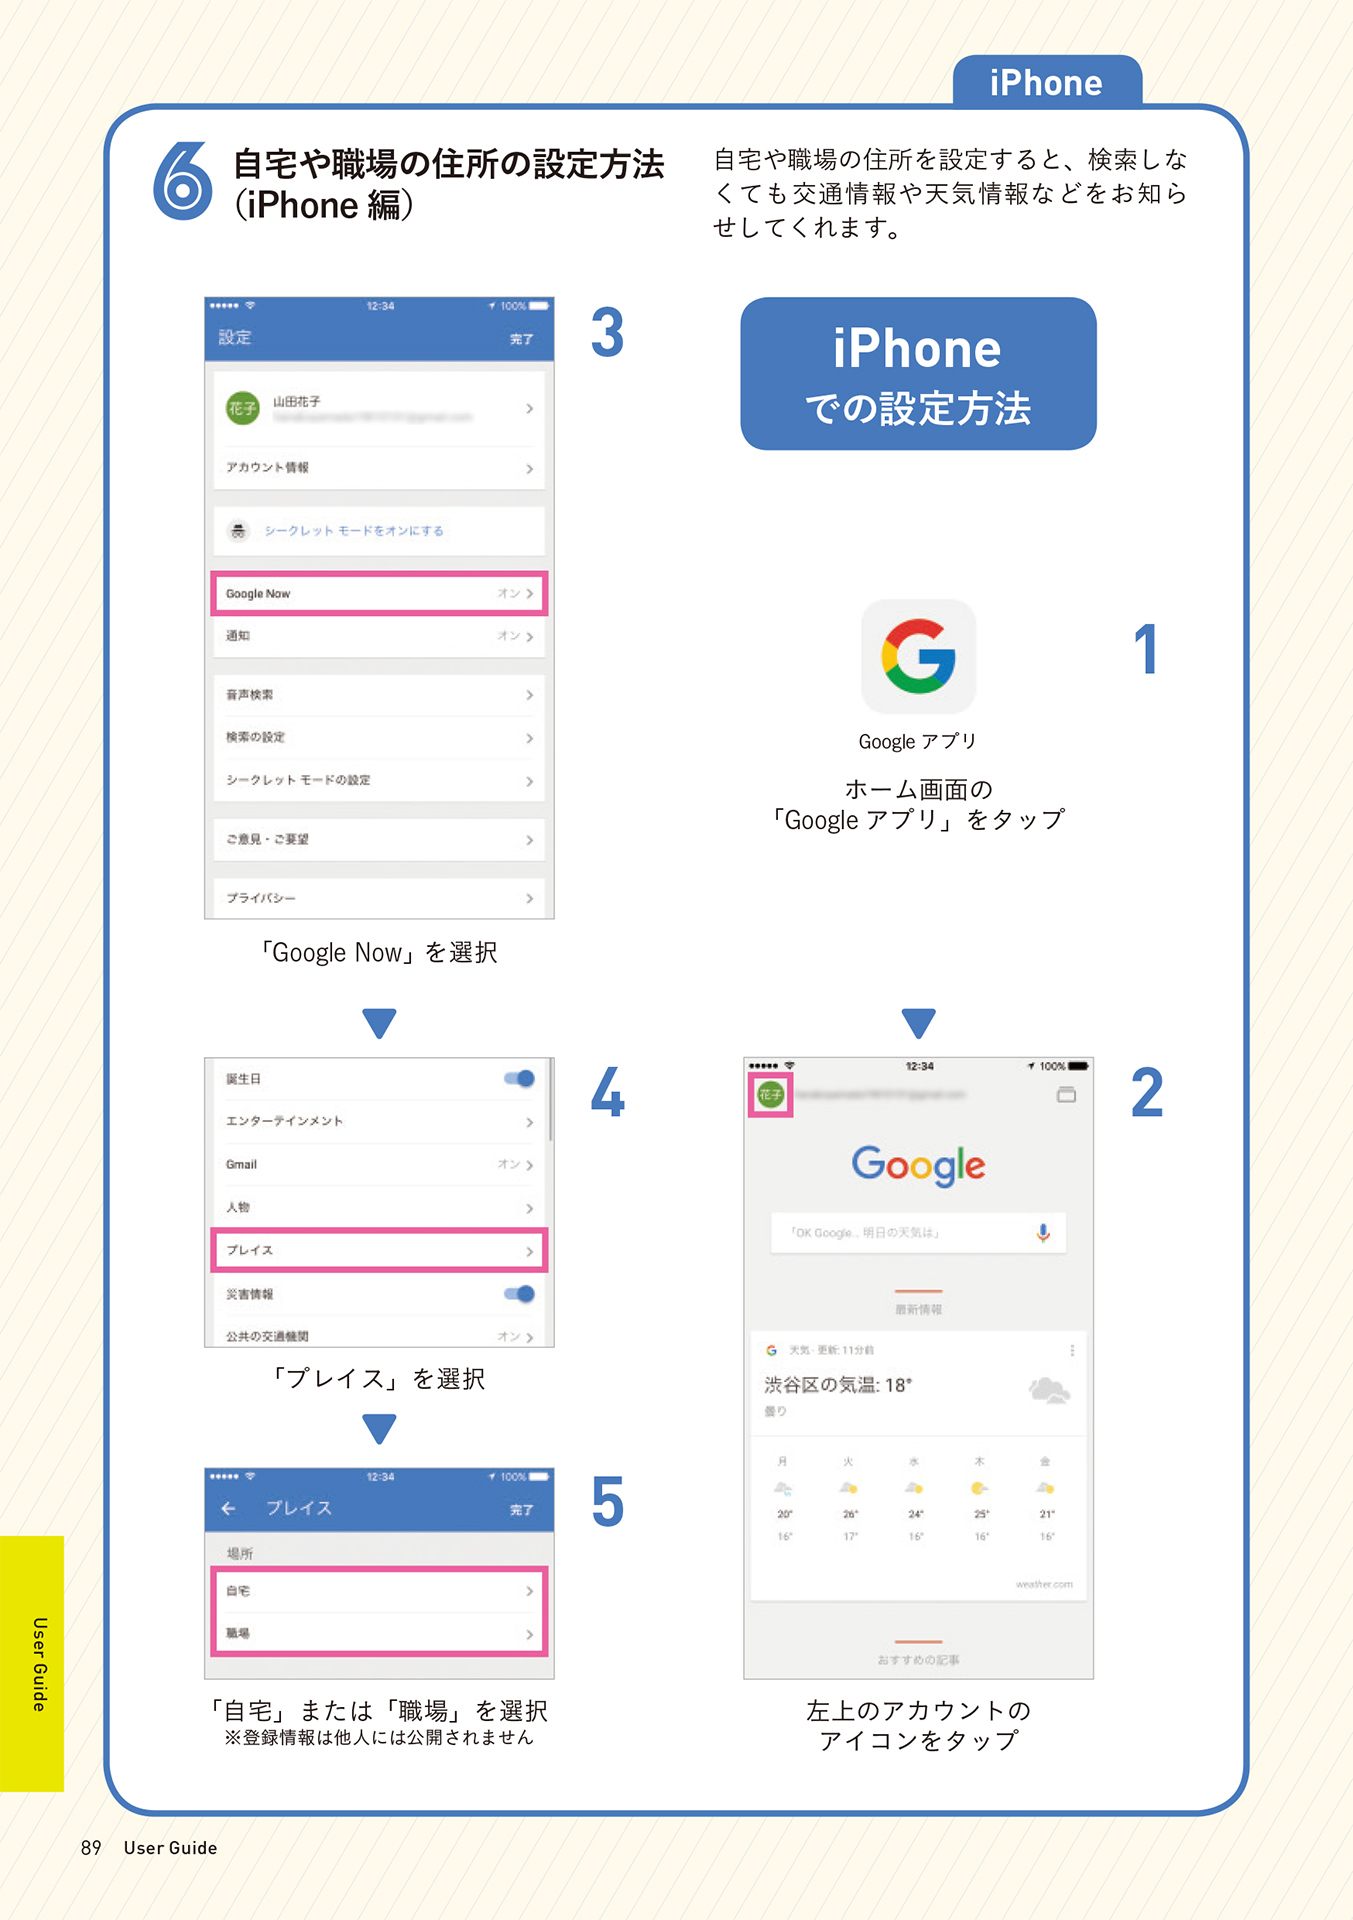 iPhone
6 自宅や職場の住所の設定方法
（iPhone 編）
自宅や職場の住所を設定すると、検索しな
くても交通情報や天気情報などをお知ら
せしてくれます。
iPhone
での設定方法
1
Google アプリ
ホーム画面の
「Google アプリ」をタップ
2
12:34
100%
花子
Google
「OK Google」、明日の天気は」
最新情報
天気 · 更新: 11分前
渋谷区の気温: 18°
曇り
月 火 水 木 金
20° 26° 24° 25° 21°
16° 17° 16° 16° 16°
weather.com
おすすめの記事
左上のアカウントの
アイコンをタップ
3
12:34
100%
設定
完了
花子
山田花子
アカウント情報
シークレット モードをオンにする
Google Now オン
通知 オン
音声検索
検索の設定
シークレット モードの設定
ご意見・ご要望
プライバシー
「Google Now」を選択
4
誕生日
エンターテインメント
Gmail オン
人物
プレイス
災害情報
公共の交通機関 オン
「プレイス」を選択
5
12:34
100%
← プレイス
完了
場所
自宅
職場
「自宅」または「職場」を選択
※登録情報は他人には公開されません
User Guide
89 User Guide